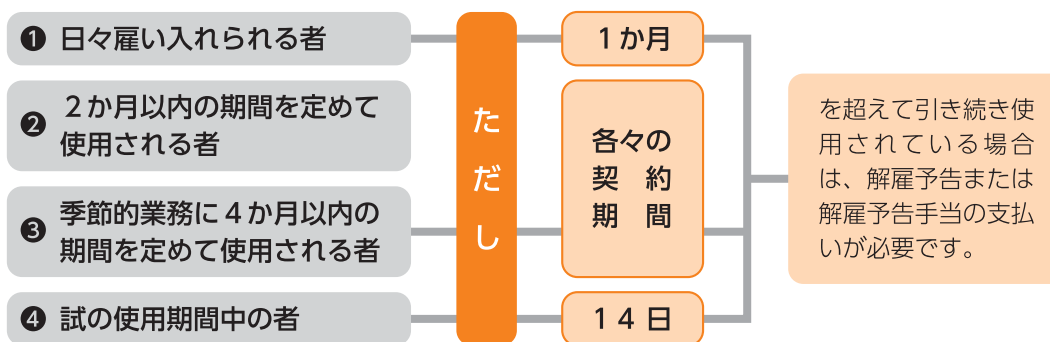 ❶ 日々雇い入れられる者
❷ ２か月以内の期間を定めて
使用される者
❸ 季節的業務に４か月以内の
期間を定めて使用される者
❹ 試の使用期間中の者
ただし
１か月
各々の
契約
期間
１４日
を超えて引き続き使
用されている場合
は、解雇予告または
解雇予告手当の支払
いが必要です。